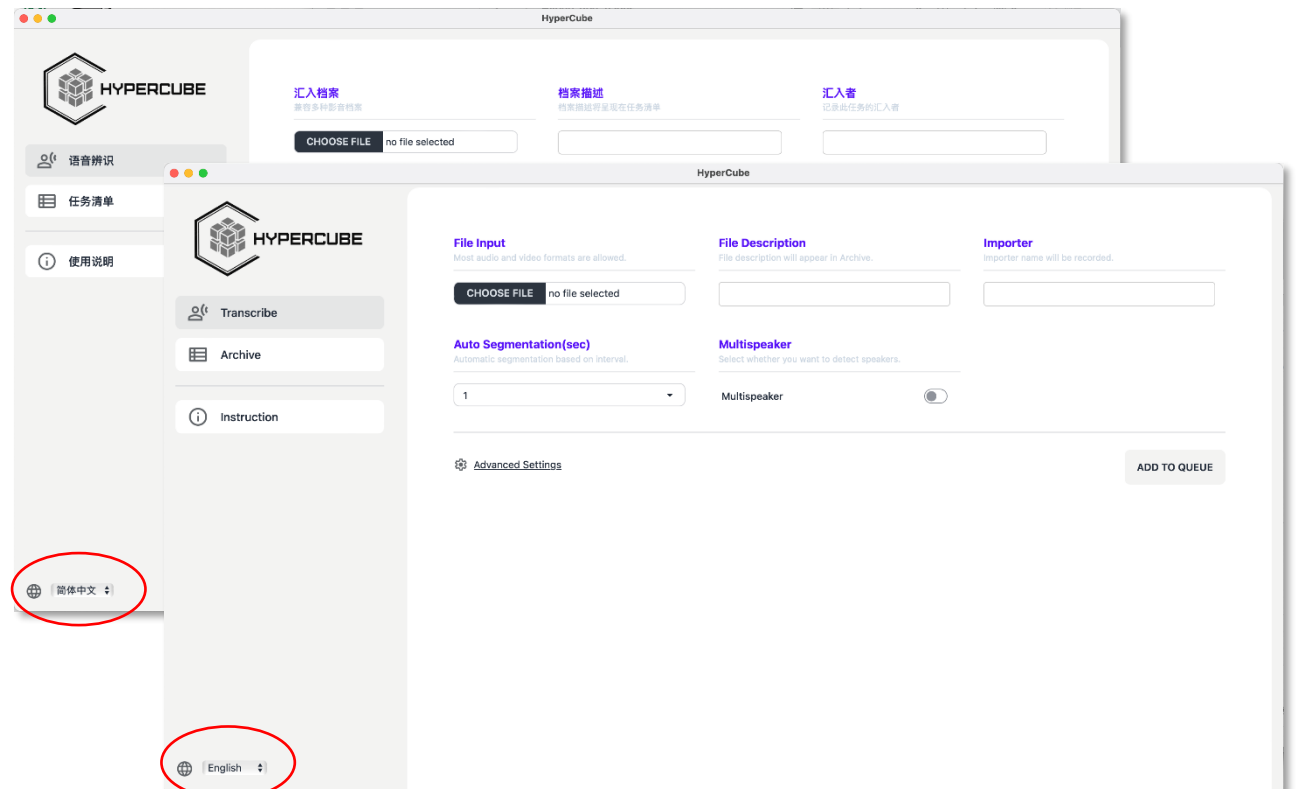 HyperCube
HYPERCUBE
汇入档案
兼容多种影音档案
档案描述
档案描述将呈现在任务清单
汇入者
记录此任务的汇入者
CHOOSE FILE no file selected
语音辨识
任务清单
使用说明
简体中文
HyperCube
HYPERCUBE
File Input
Most audio and video formats are allowed.
File Description
File description will appear in Archive.
Importer
Importer name will be recorded.
CHOOSE FILE no file selected
Transcribe
Archive
Instruction
Auto Segmentation(sec)
Automatic segmentation based on interval.
Multispeaker
Select whether you want to detect speakers.
1
Multispeaker
Advanced Settings
ADD TO QUEUE
English